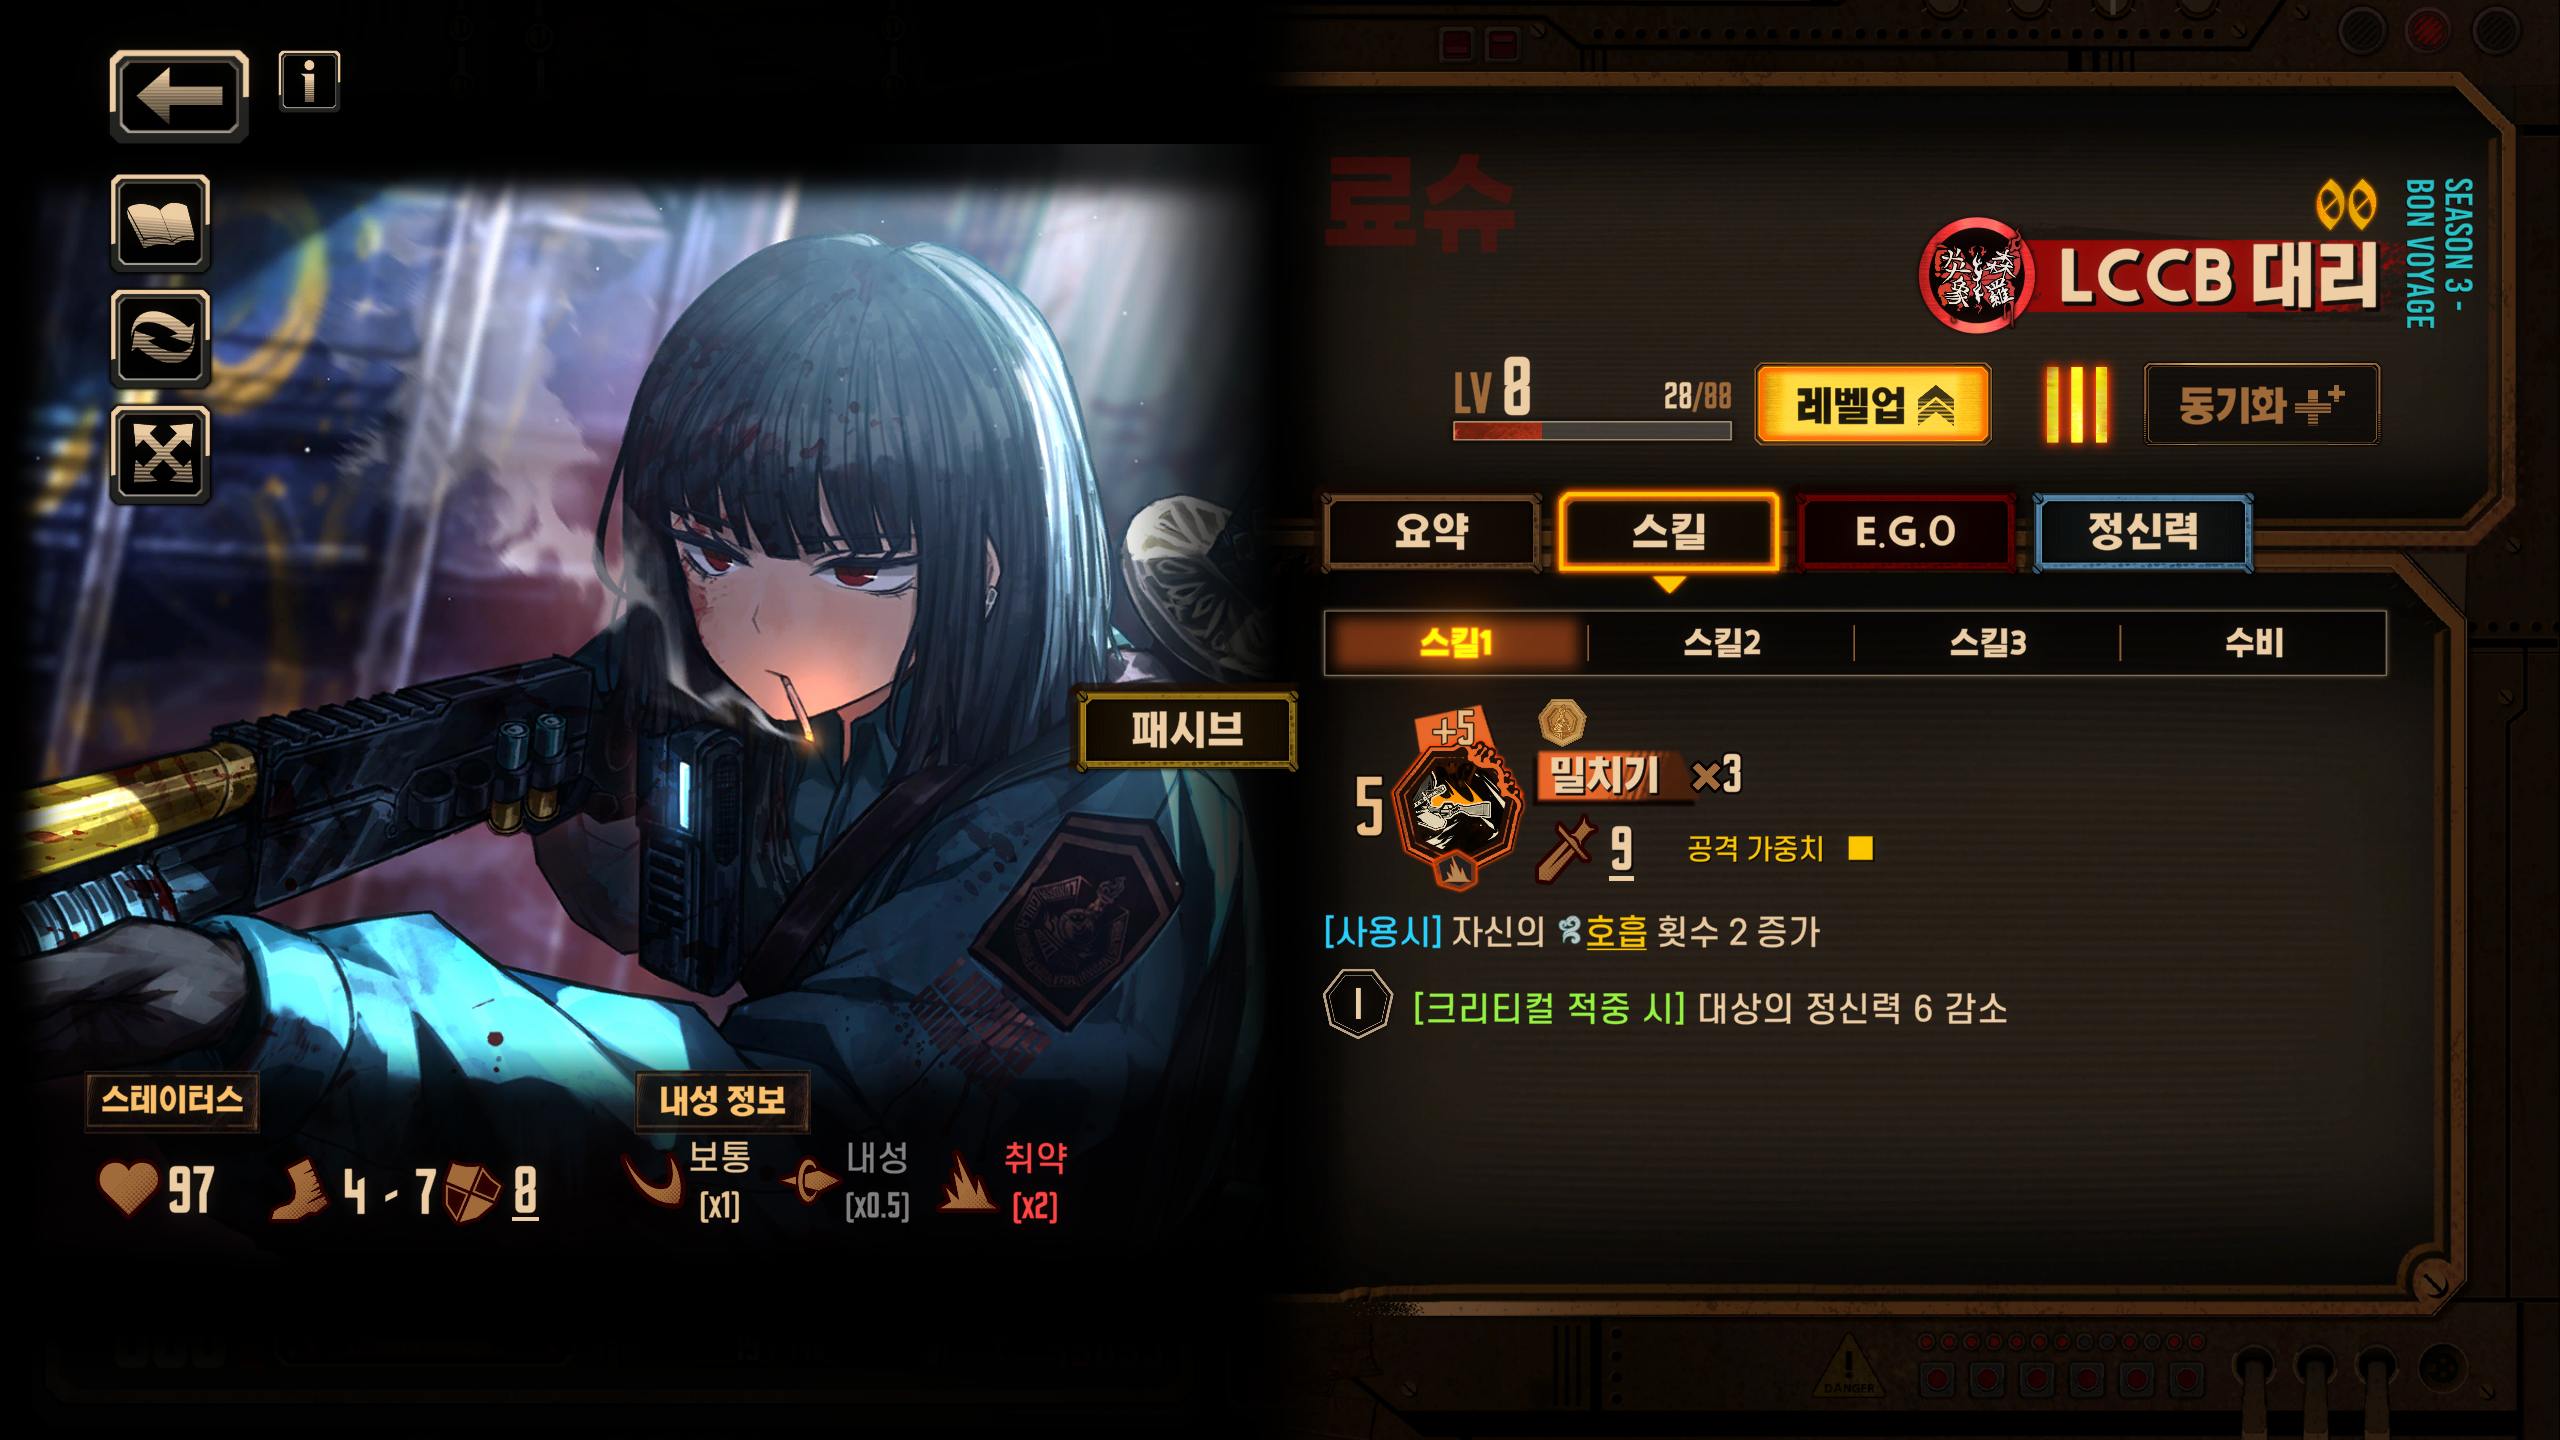 료슈
LCCB 대리
SEASON 3 -
BON VOYAGE
LV 8
28/88
레벨업
동기화
요약
스킬
E.G.O
정신력
스킬1
스킬2
스킬3
수비
패시브
+5
5
밀치기 ×3
9
공격 가중치
[사용시] 자신의 호흡 횟수 2 증가
I
[크리티컬 적중 시] 대상의 정신력 6 감소
스테이터스
97
4 - 7
8
내성 정보
보통
[x1]
내성
[x0.5]
취약
[x2]
DANGER